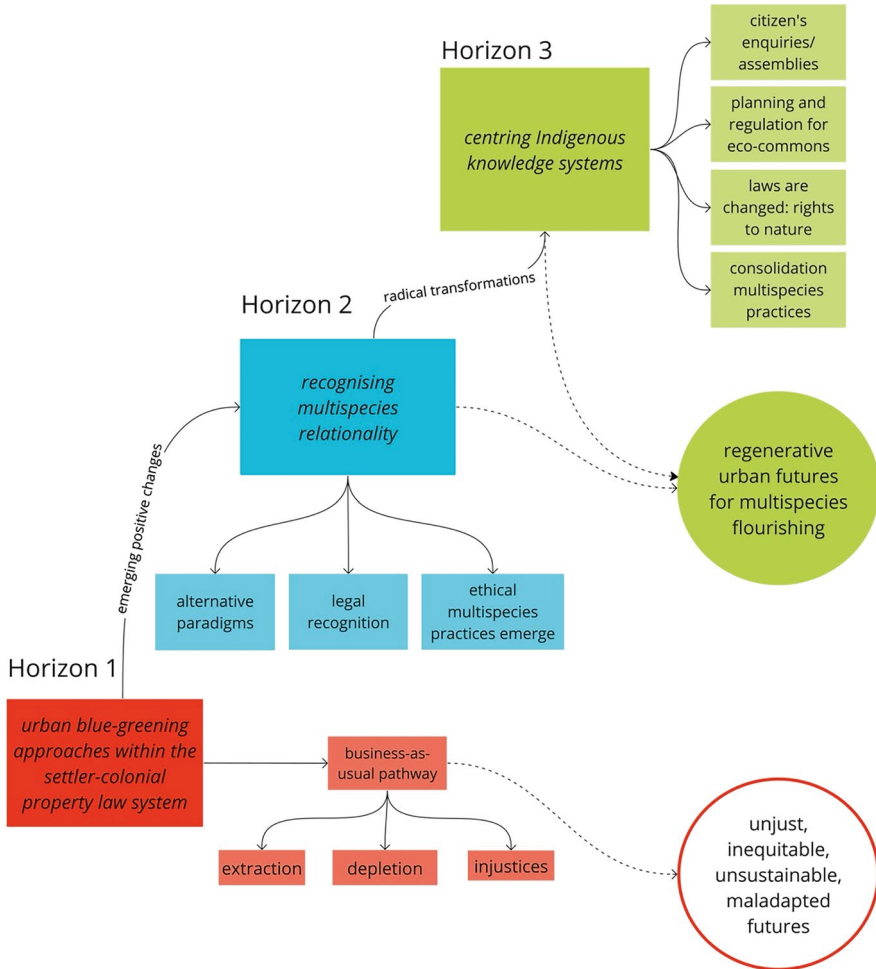 Horizon 3
centring Indigenous
knowledge systems
citizen's
enquiries/
assemblies
planning and
regulation for
eco-commons
laws are
changed: rights
to nature
consolidation
multispecies
practices
radical transformations
Horizon 2
recognising
multispecies
relationality
regenerative
urban futures
for multispecies
flourishing
emerging positive changes
alternative
paradigms
legal
recognition
ethical
multispecies
practices emerge
Horizon 1
urban blue-greening
approaches within the
settler-colonial
property law system
business-as-
usual pathway
extraction
depletion
injustices
unjust,
inequitable,
unsustainable,
maladapted
futures